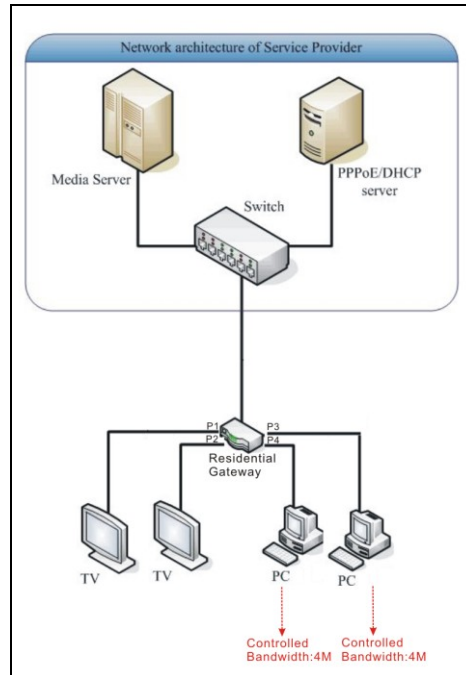 Network architecture of Service Provider
Media Server
PPPoE/DHCP
server
Switch
P1
P3
P2
P4
Residential
Gateway
TV
TV
PC
PC
Controlled
Bandwidth:4M
Controlled
Bandwidth:4M